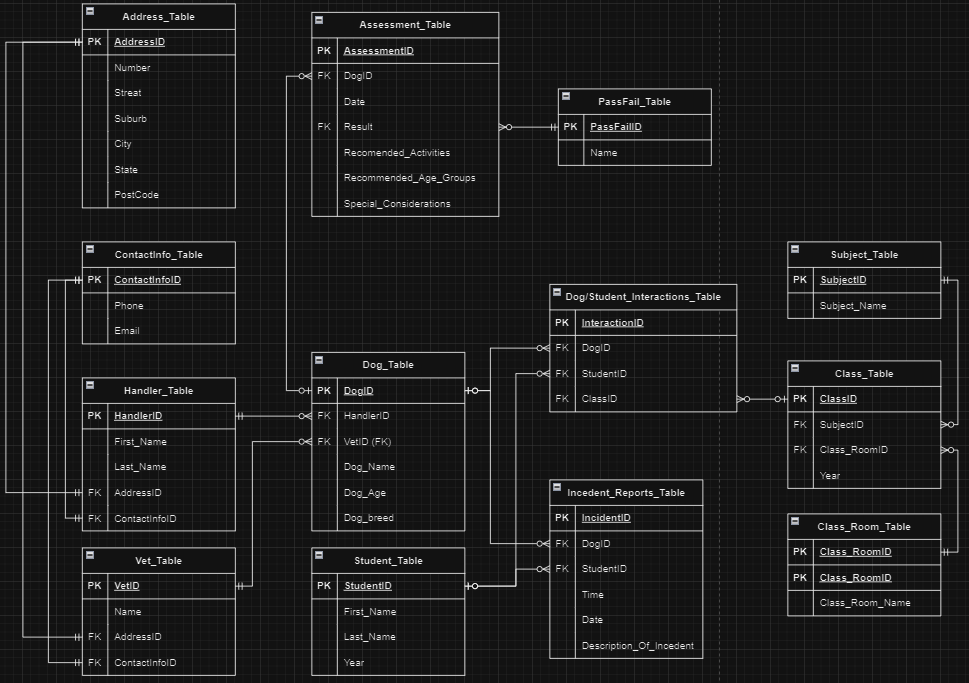 Address_Table
PK AddressID
Number
Streat
Suburb
City
State
PostCode
ContactInfo_Table
PK ContactInfoID
Phone
Email
Handler_Table
PK HandlerID
First_Name
Last_Name
FK AddressID
FK ContactInfoID
Vet_Table
PK VetID
Name
FK AddressID
FK ContactInfoID
Assessment_Table
PK AssessmentID
FK DogID
Date
FK Result
Recomended_Activities
Recommended_Age_Groups
Special_Considerations
Dog_Table
PK DogID
FK HandlerID
FK VetID (FK)
Dog_Name
Dog_Age
Dog_breed
Student_Table
PK StudentID
First_Name
Last_Name
Year
PassFail_Table
PK PassFailID
Name
Dog/Student_Interactions_Table
PK InteractionID
FK DogID
FK StudentID
FK ClassID
Incedent_Reports_Table
PK IncidentID
FK DogID
FK StudentID
Time
Date
Description_Of_Incedent
Subject_Table
PK SubjectID
Subject_Name
Class_Table
PK ClassID
FK SubjectID
FK Class_RoomID
Year
Class_Room_Table
PK Class_RoomID
PK Class_RoomID
Class_Room_Name